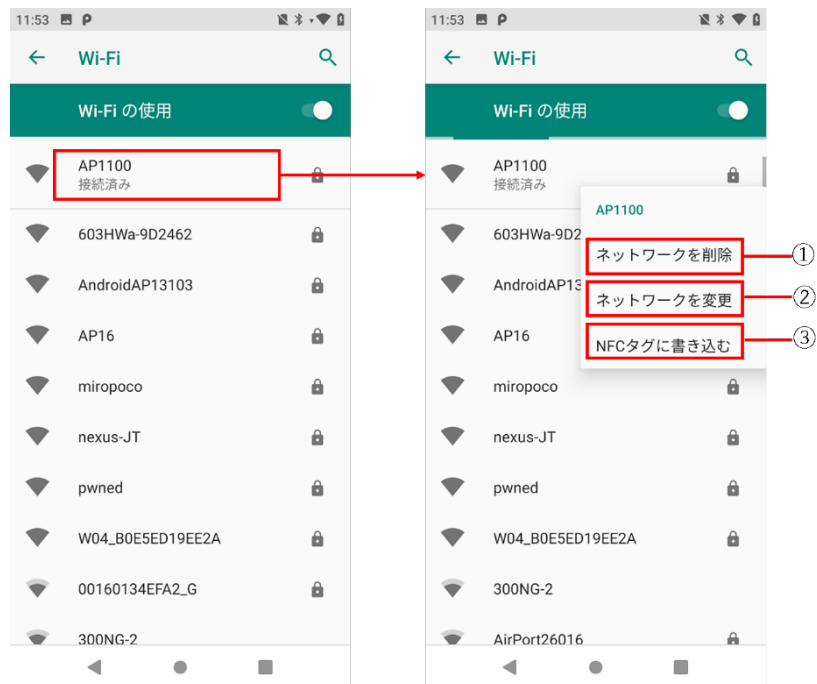 11:53
Wi-Fi
Wi-Fi の使用
AP1100
接続済み
603HWa-9D2462
AndroidAP13103
AP16
miropoco
nexus-JT
pwned
W04_B0E5ED19EE2A
00160134EFA2_G
300NG-2
11:53
Wi-Fi
Wi-Fi の使用
AP1100
接続済み
AP1100
603HWa-9D2
ネットワークを削除 ①
AndroidAP13
ネットワークを変更 ②
AP16
NFCタグに書き込む ③
miropoco
nexus-JT
pwned
W04_B0E5ED19EE2A
300NG-2
AirPort26016